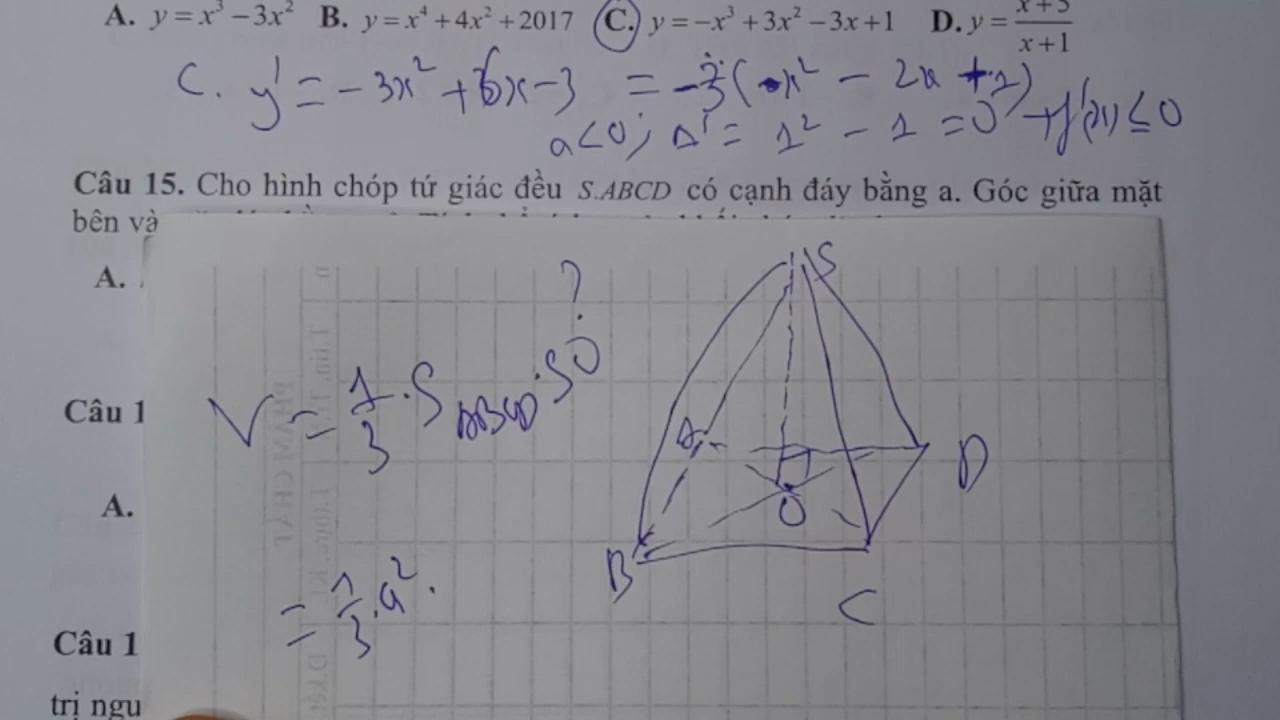 A. y = x³ − 3x² B. y = x⁴ + 4x² + 2017 C. y = −x³ + 3x² − 3x + 1 D. y = x+3/x+1
C. y' = −3x² + 6x − 3 = −3(x² − 2x + 1)
a<0; Δ' = 1² − 1 = 0 ≤ 0
Câu 15. Cho hình chóp tứ giác đều S.ABCD có cạnh đáy bằng a. Góc giữa mặt
bên và
A.
?
S
V = 1/3 . S ABCD . SO
Câu 1
A
D
O
A.
B
C
= 1/3 . a² .
Câu 1
trị ngu